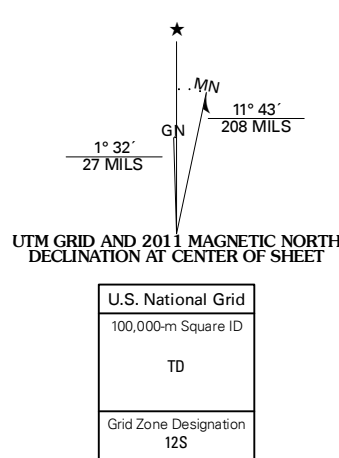 ★
MN
GN
11° 43´
208 MILS
1° 32´
27 MILS
UTM GRID AND 2011 MAGNETIC NORTH
DECLINATION AT CENTER OF SHEET
U.S. National Grid
100,000-m Square ID
TD
Grid Zone Designation
12S